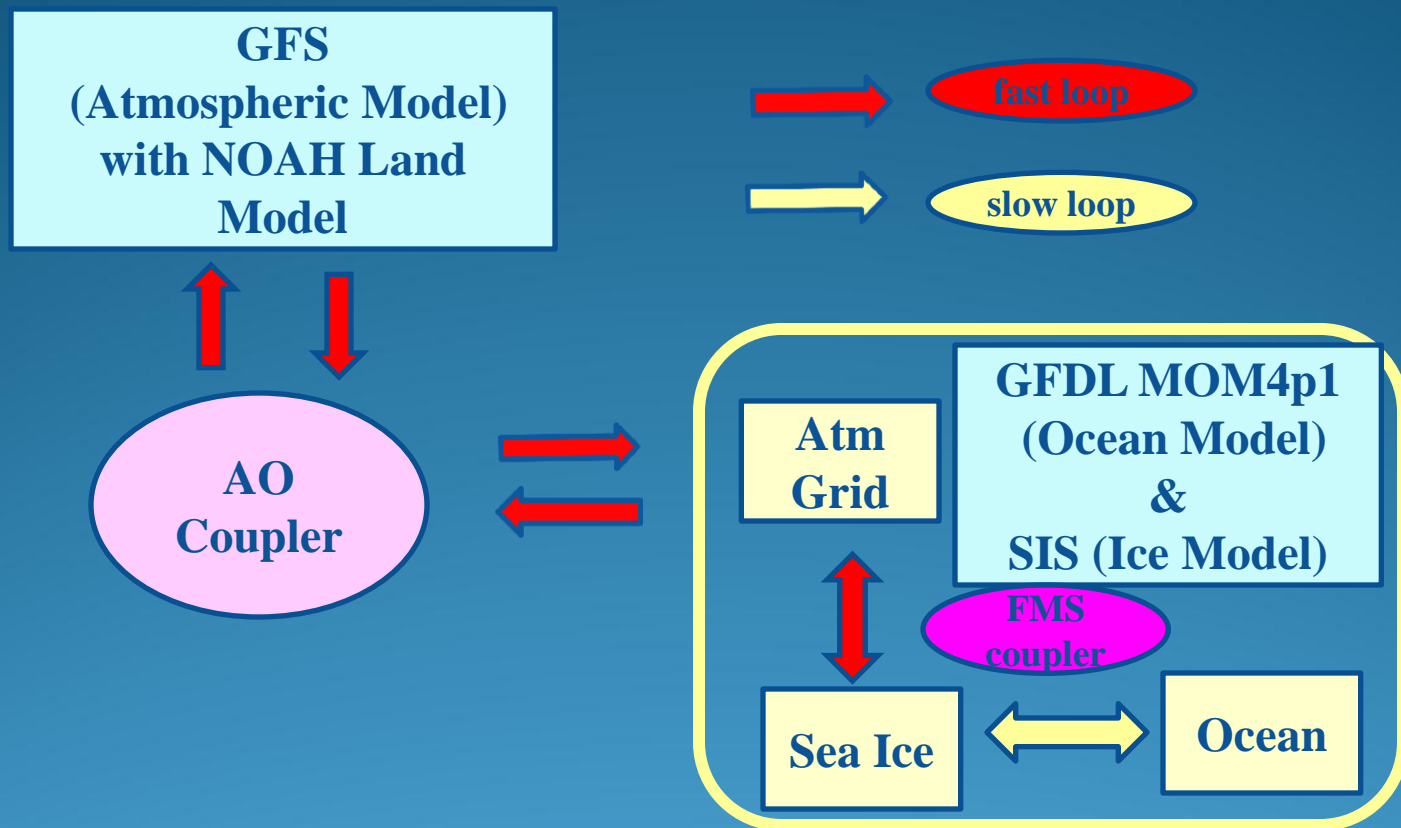 GFS
(Atmospheric Model)
with NOAH Land
Model
fast loop
slow loop
AO
Coupler
Atm
Grid
GFDL MOM4p1
(Ocean Model)
&
SIS (Ice Model)
FMS
coupler
Sea Ice
Ocean